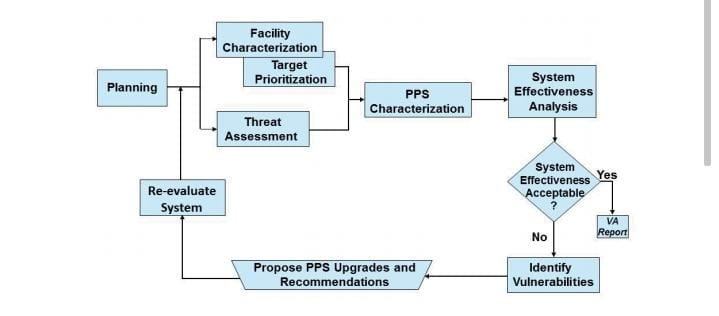 Planning
Facility
Characterization
Target
Prioritization
Threat
Assessment
PPS
Characterization
System
Effectiveness
Analysis
System
Effectiveness
Acceptable
?
Yes
VA
Report
No
Identify
Vulnerabilities
Propose PPS Upgrades and
Recommendations
Re-evaluate
System